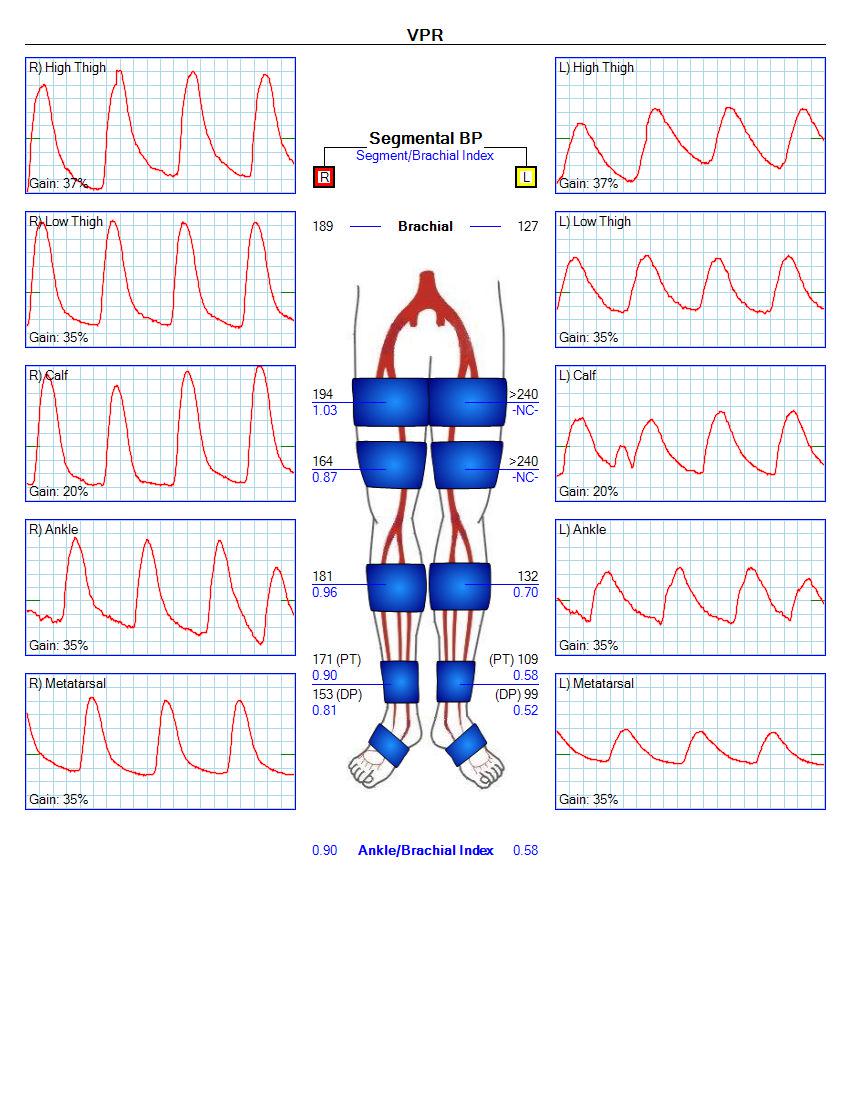 VPR
R) High Thigh
Gain: 37%
R) Low Thigh
Gain: 35%
R) Calf
Gain: 20%
R) Ankle
Gain: 35%
R) Metatarsal
Gain: 35%
Segmental BP
Segment/Brachial Index
R L
189 Brachial 127
194 >240
1.03 -NC-
164 >240
0.87 -NC-
181 132
0.96 0.70
171 (PT) (PT) 109
0.90 0.58
153 (DP) (DP) 99
0.81 0.52
0.90 Ankle/Brachial Index 0.58
L) High Thigh
Gain: 37%
L) Low Thigh
Gain: 35%
L) Calf
Gain: 20%
L) Ankle
Gain: 35%
L) Metatarsal
Gain: 35%